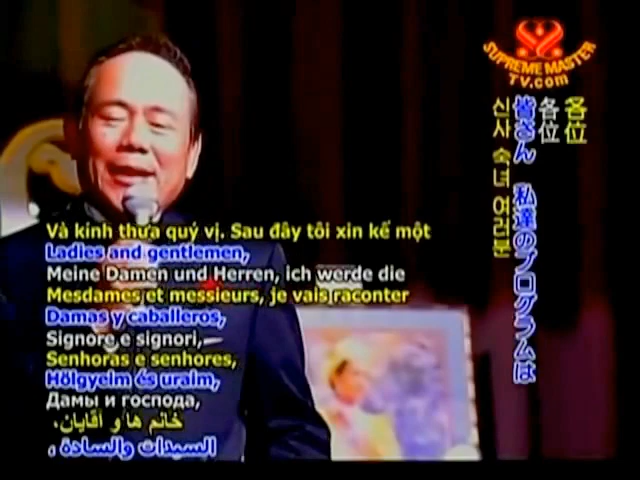 SUPREME MASTER
TV.com
各位
各位
皆さん 私達のプログラムは
신사 숙녀 여러분
Và kính thưa quý vị. Sau đây tôi xin kể một
Ladies and gentlemen,
Meine Damen und Herren, ich werde die
Mesdames et messieurs, je vais raconter
Damas y caballeros,
Signore e signori,
Senhoras e senhores,
Hölgyeim és uraim,
Дамы и господа,
خانم ها و آقایان،
السيدات والسادة ،